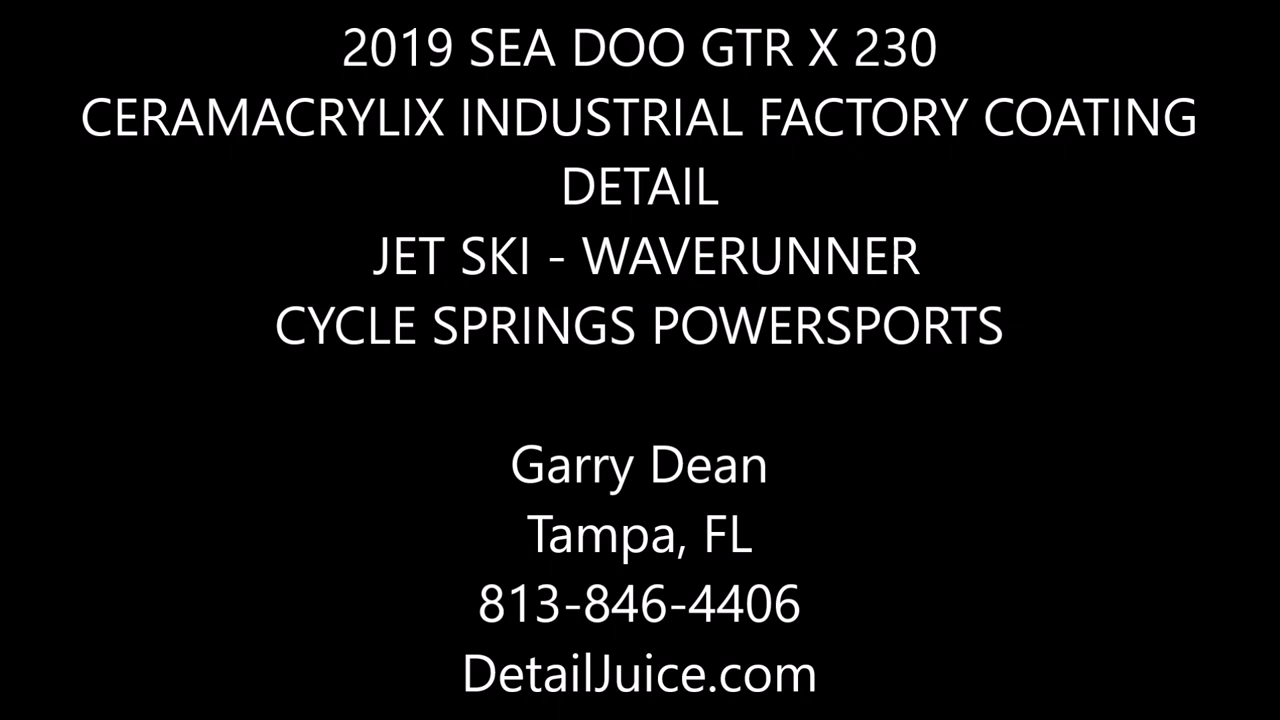 2019 SEA DOO GTR X 230
CERAMACRYLIX INDUSTRIAL FACTORY COATING
DETAIL
JET SKI - WAVERUNNER
CYCLE SPRINGS POWERSPORTS
Garry Dean
Tampa, FL
813-846-4406
DetailJuice.com